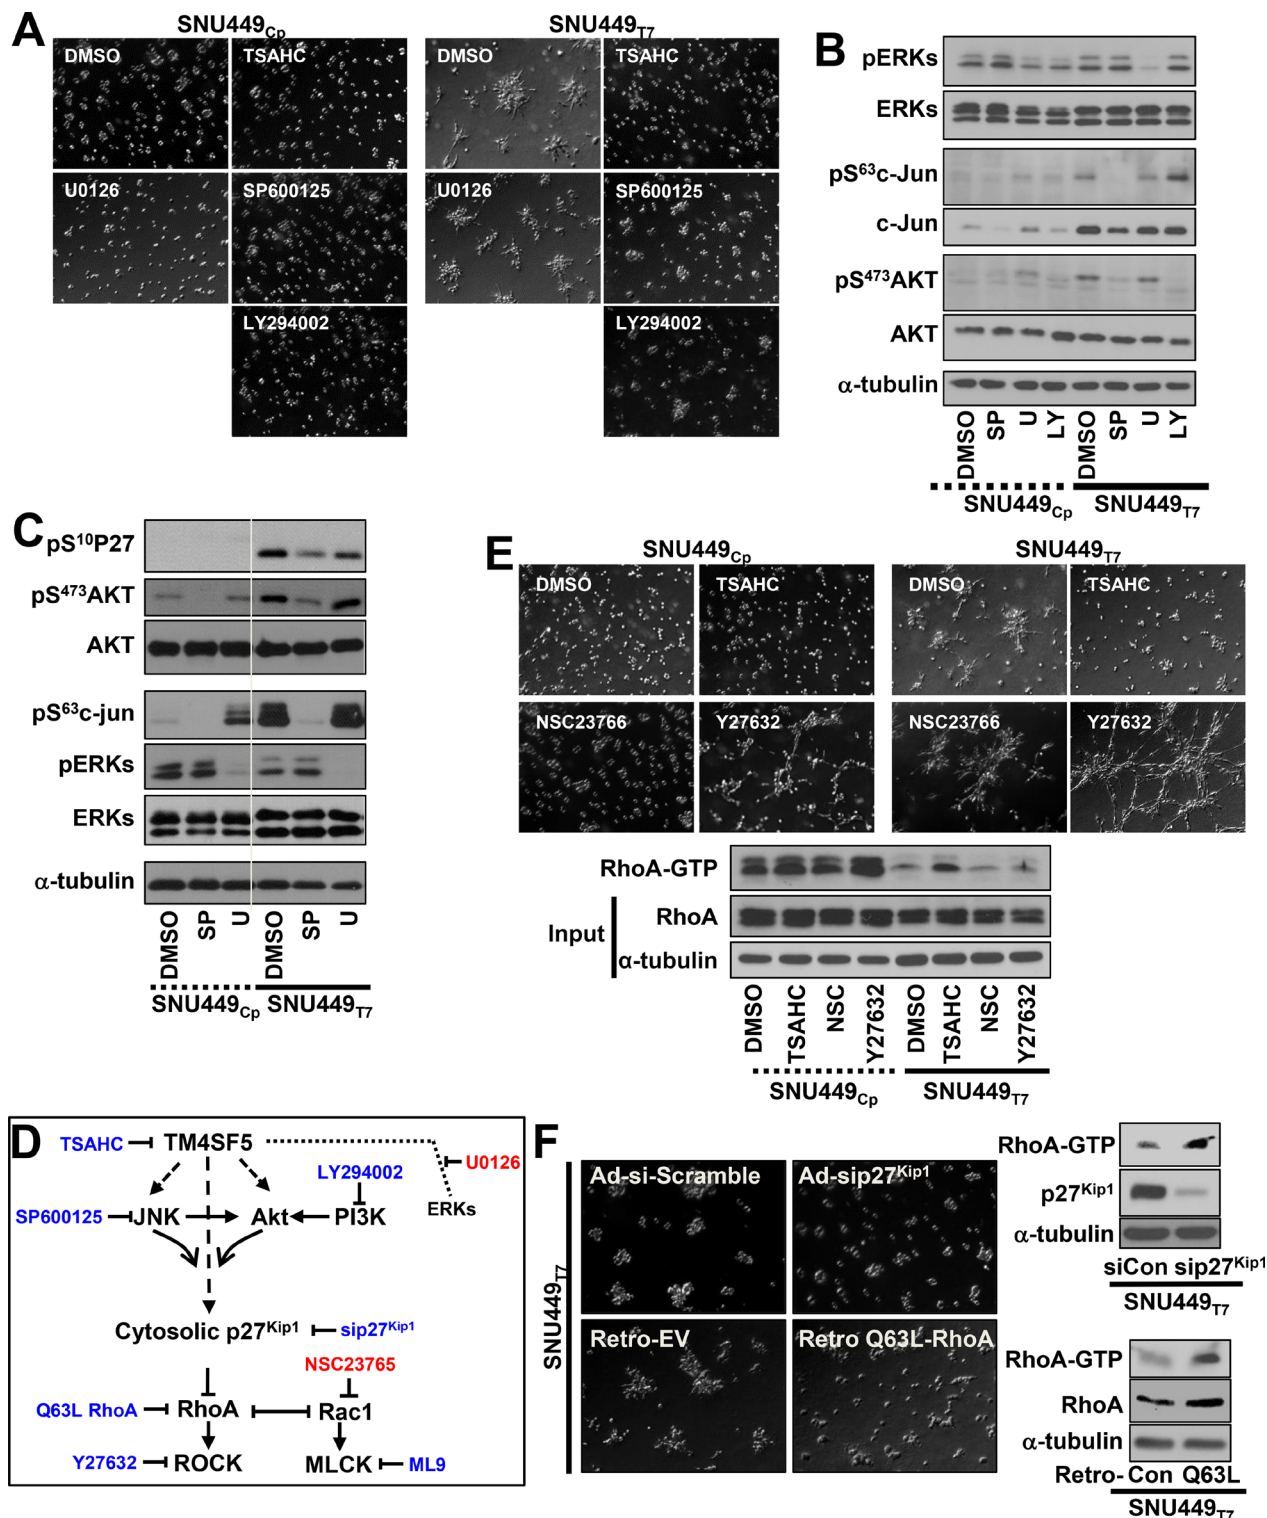 A
SNU449Cp
SNU449T7
DMSO
TSAHC
DMSO
TSAHC
U0126
SP600125
U0126
SP600125
LY294002
LY294002
B
pERKs
ERKs
pS63c-Jun
c-Jun
pS473AKT
AKT
α-tubulin
DMSO
SP
U
LY
DMSO
SP
U
LY
SNU449Cp
SNU449T7
C
pS10P27
pS473AKT
AKT
pS63c-jun
pERKs
ERKs
α-tubulin
DMSO
SP
U
DMSO
SP
U
SNU449Cp
SNU449T7
E
SNU449Cp
SNU449T7
DMSO
TSAHC
DMSO
TSAHC
NSC23766
Y27632
NSC23766
Y27632
RhoA-GTP
Input
RhoA
α-tubulin
DMSO
TSAHC
NSC
Y27632
DMSO
TSAHC
NSC
Y27632
SNU449Cp
SNU449T7
D
TSAHC
TM4SF5
LY294002
U0126
ERKs
SP600125
JNK
Akt
PI3K
Cytosolic p27Kip1
sip27Kip1
NSC23765
Q63L RhoA
RhoA
Rac1
Y27632
ROCK
MLCK
ML9
F
SNU449T7
Ad-si-Scramble
Ad-sip27Kip1
Retro-EV
Retro Q63L-RhoA
RhoA-GTP
p27Kip1
α-tubulin
siCon sip27Kip1
SNU449T7
RhoA-GTP
RhoA
α-tubulin
Retro- Con Q63L
SNU449T7